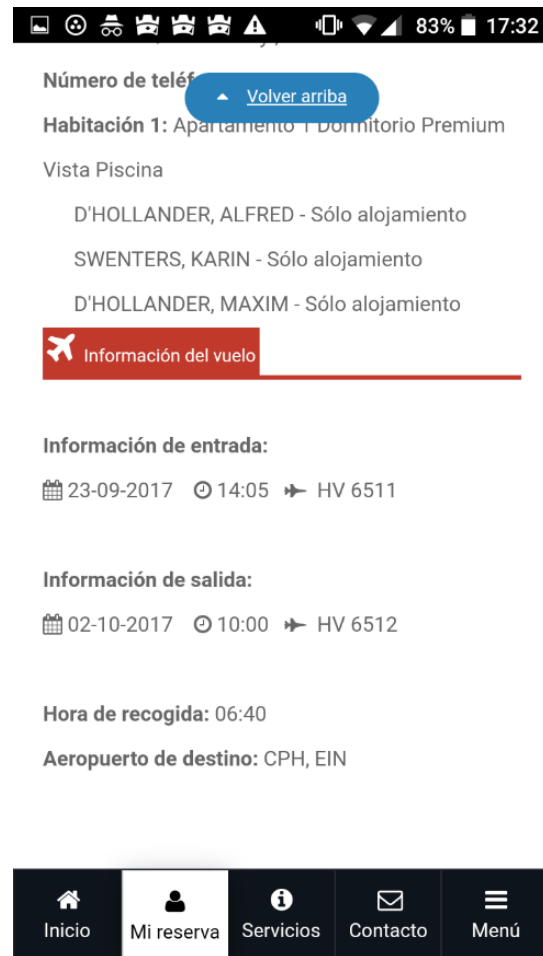 83% 17:32
Número de teléf
Volver arriba
Habitación 1: Apartamento 1 Dormitorio Premium
Vista Piscina
D'HOLLANDER, ALFRED - Sólo alojamiento
SWENTERS, KARIN - Sólo alojamiento
D'HOLLANDER, MAXIM - Sólo alojamiento
Información del vuelo
Información de entrada:
23-09-2017 14:05 HV 6511
Información de salida:
02-10-2017 10:00 HV 6512
Hora de recogida: 06:40
Aeropuerto de destino: CPH, EIN
Inicio Mi reserva Servicios Contacto Menú